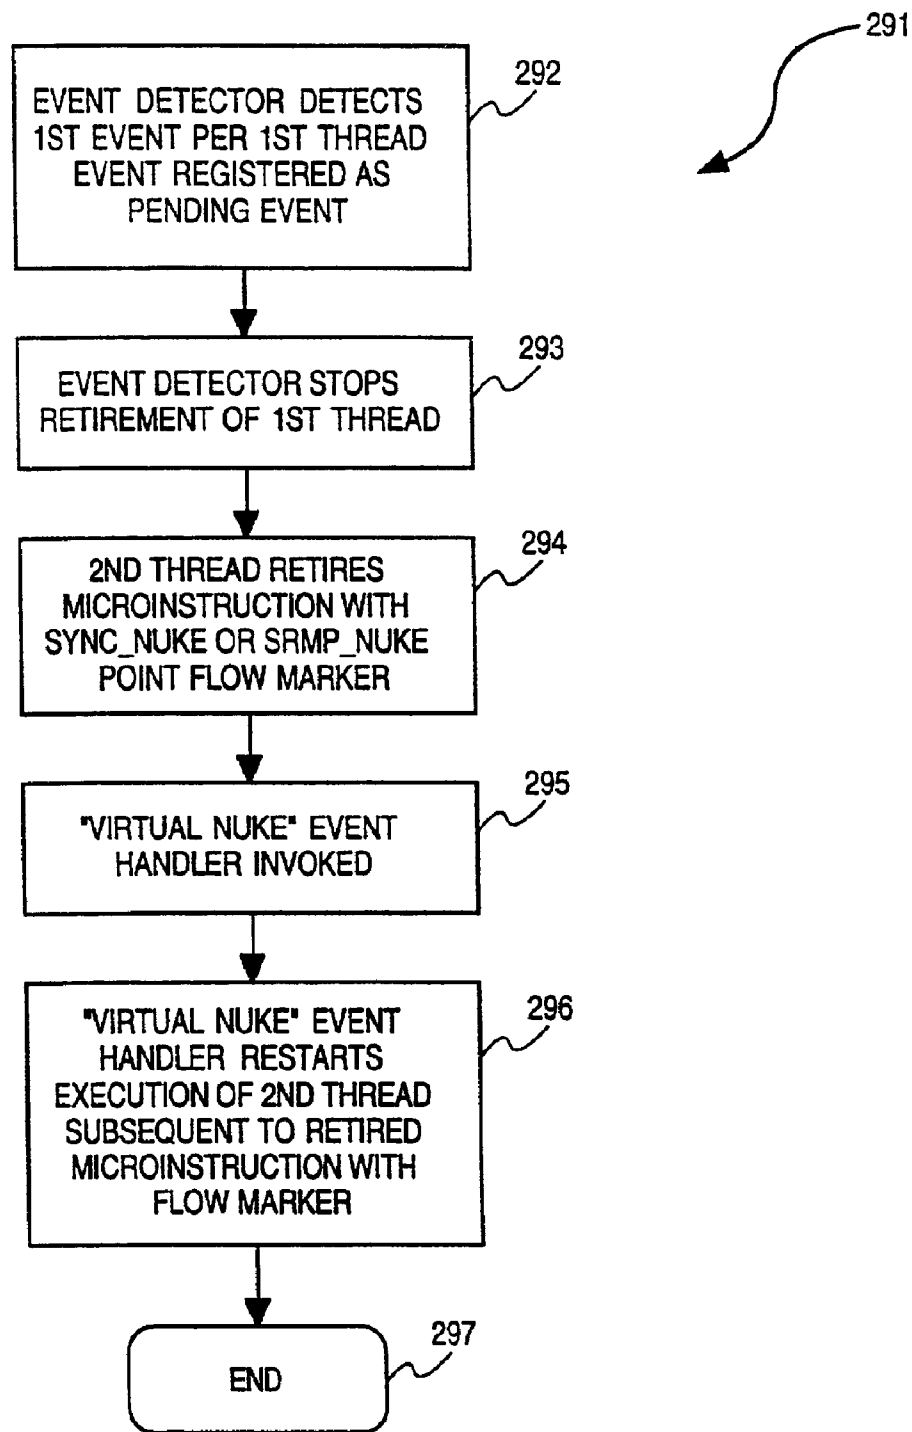 291
292
EVENT DETECTOR DETECTS
1ST EVENT PER 1ST THREAD
EVENT REGISTERED AS
PENDING EVENT
293
EVENT DETECTOR STOPS
RETIREMENT OF 1ST THREAD
294
2ND THREAD RETIRES
MICROINSTRUCTION WITH
SYNC_NUKE OR SRMP_NUKE
POINT FLOW MARKER
295
"VIRTUAL NUKE" EVENT
HANDLER INVOKED
296
"VIRTUAL NUKE" EVENT
HANDLER RESTARTS
EXECUTION OF 2ND THREAD
SUBSEQUENT TO RETIRED
MICROINSTRUCTION WITH
FLOW MARKER
297
END